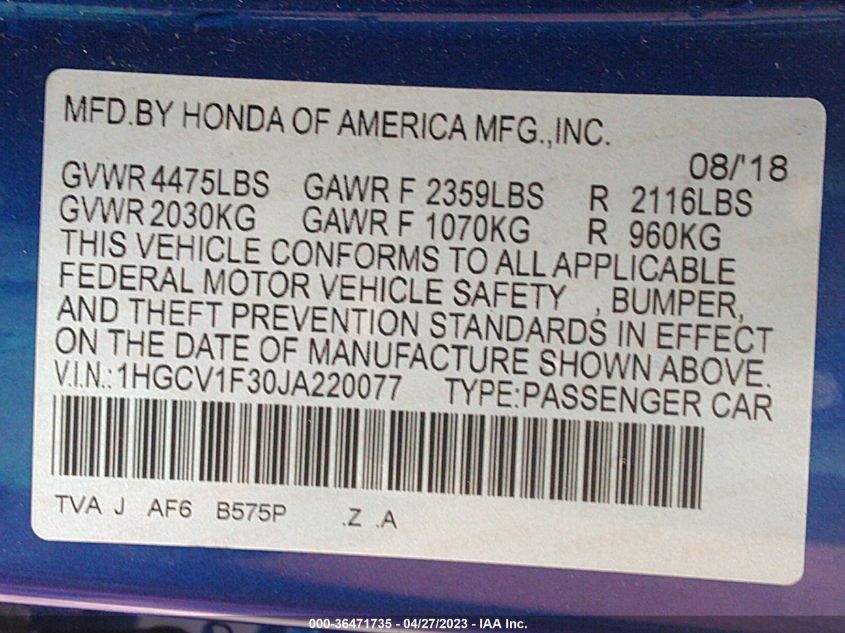 MFD.BY HONDA OF AMERICA MFG.,INC.
08/'18
GVWR 4475LBS GAWR F 2359LBS R 2116LBS
GVWR 2030KG GAWR F 1070KG R 960KG
THIS VEHICLE CONFORMS TO ALL APPLICABLE
FEDERAL MOTOR VEHICLE SAFETY , BUMPER,
AND THEFT PREVENTION STANDARDS IN EFFECT
ON THE DATE OF MANUFACTURE SHOWN ABOVE.
V.I.N.: 1HGCV1F30JA220077 TYPE:PASSENGER CAR
TVA J AF6 B575P .Z .A
000-36471735 - 04/27/2023 - IAA Inc.